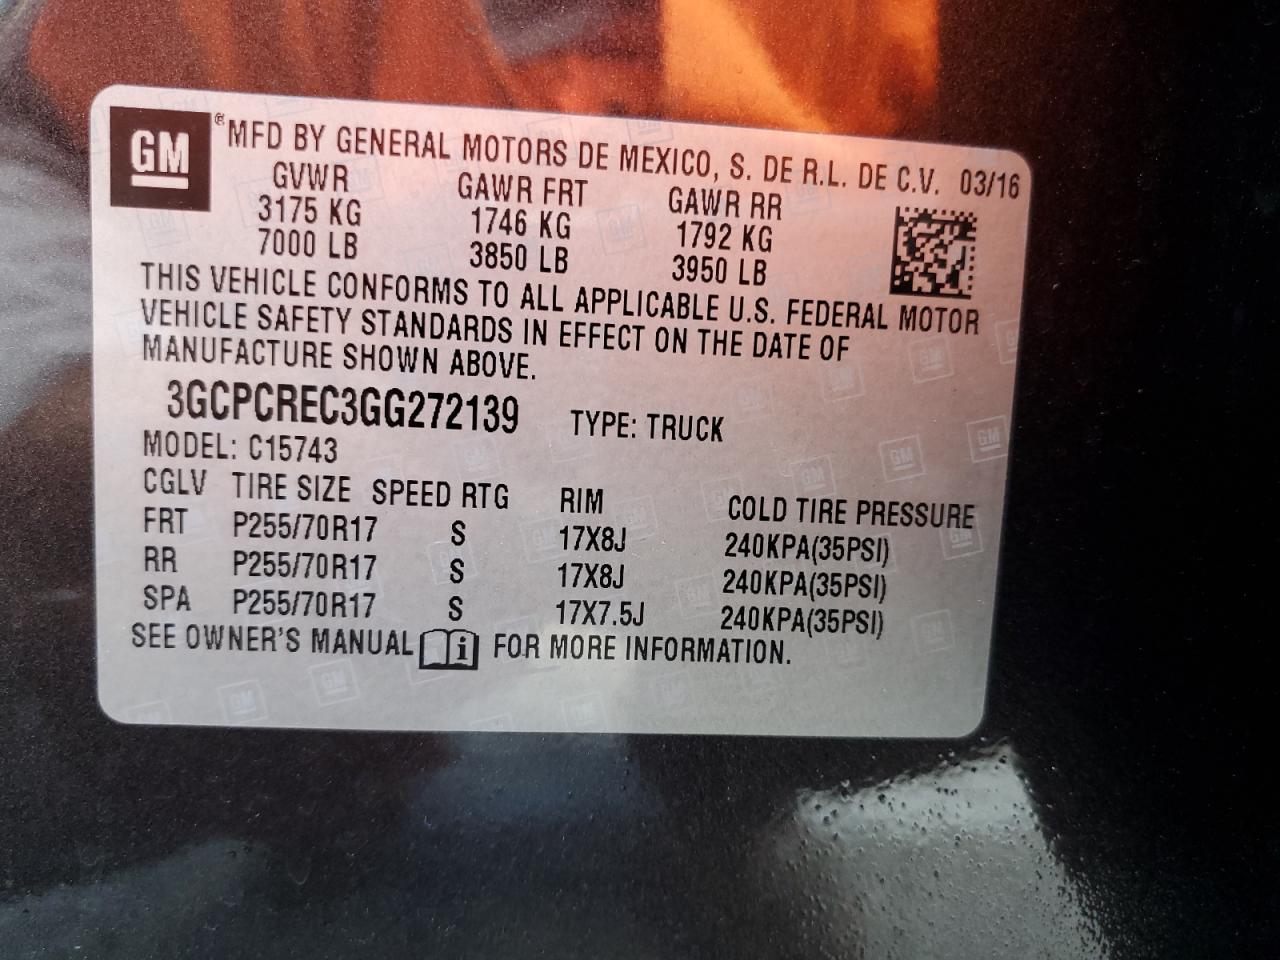 GM ® MFD BY GENERAL MOTORS DE MEXICO, S. DE R.L. DE C.V. 03/16
GVWR GAWR FRT GAWR RR
3175 KG 1746 KG 1792 KG
7000 LB 3850 LB 3950 LB
THIS VEHICLE CONFORMS TO ALL APPLICABLE U.S. FEDERAL MOTOR
VEHICLE SAFETY STANDARDS IN EFFECT ON THE DATE OF
MANUFACTURE SHOWN ABOVE.
3GCPCREC3GG272139 TYPE: TRUCK
MODEL: C15743
CGLV TIRE SIZE SPEED RTG RIM COLD TIRE PRESSURE
FRT P255/70R17 S 17X8J 240KPA(35PSI)
RR P255/70R17 S 17X8J 240KPA(35PSI)
SPA P255/70R17 S 17X7.5J 240KPA(35PSI)
SEE OWNER'S MANUAL i FOR MORE INFORMATION.